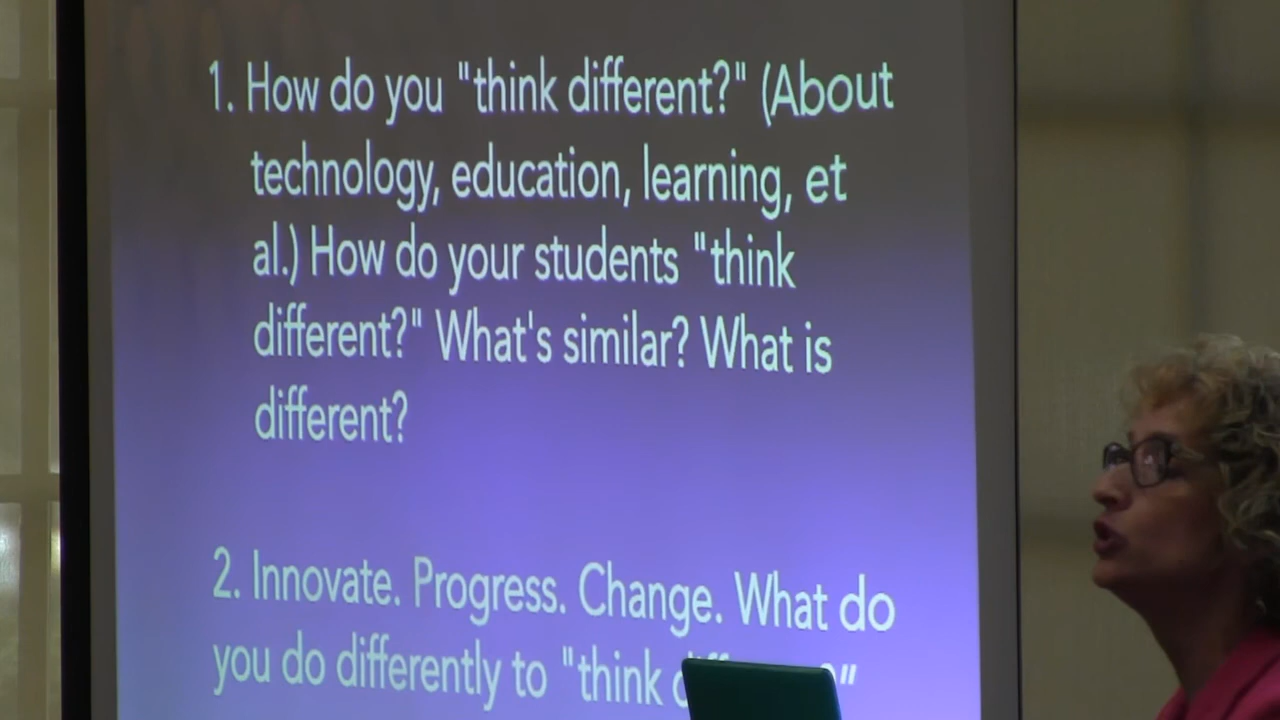 1. How do you "think different?" (About
technology, education, learning, et
al.) How do your students "think
different?" What's similar? What is
different?
2. Innovate. Progress. Change. What do
you do differently to "think